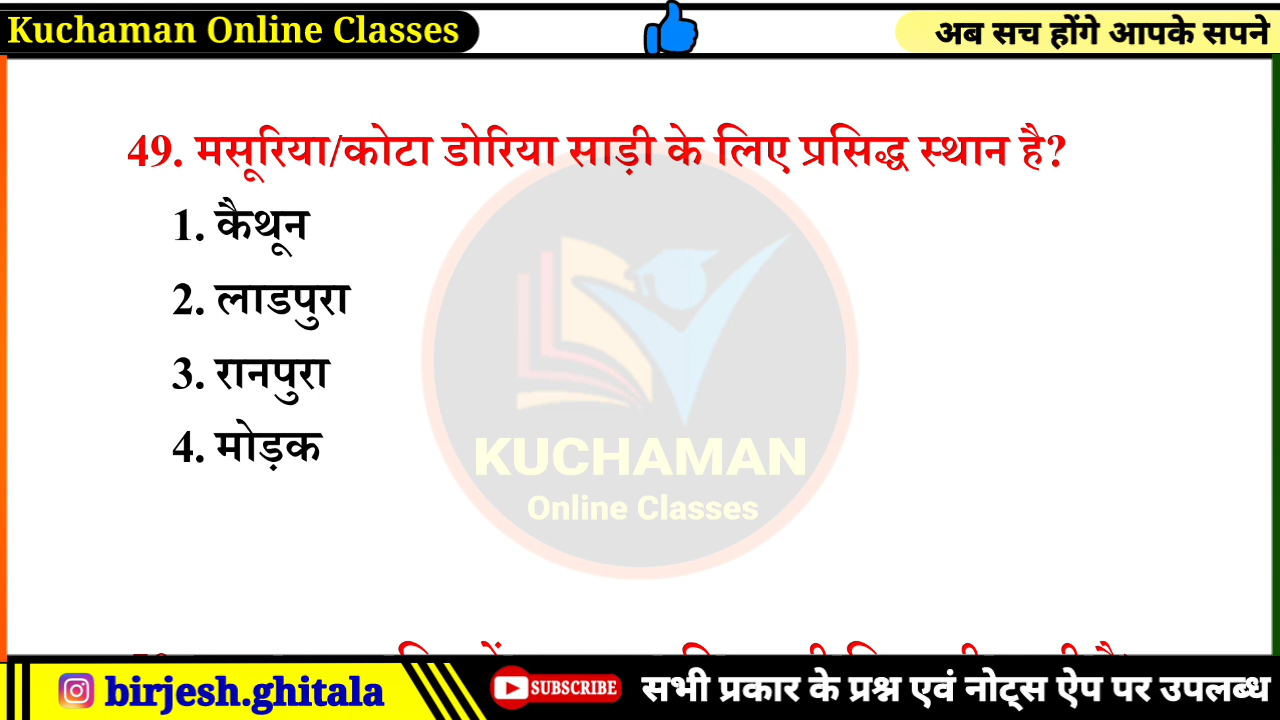 Kuchaman Online Classes
अब सच होंगे आपके सपने
49. मसूरिया/कोटा डोरिया साड़ी के लिए प्रसिद्ध स्थान है?
1. कैथून
2. लाडपुरा
3. रानपुरा
4. मोड़क
KUCHAMAN
Online Classes
birjesh.ghitala
SUBSCRIBE
सभी प्रकार के प्रश्न एवं नोट्स ऐप पर उपलब्ध